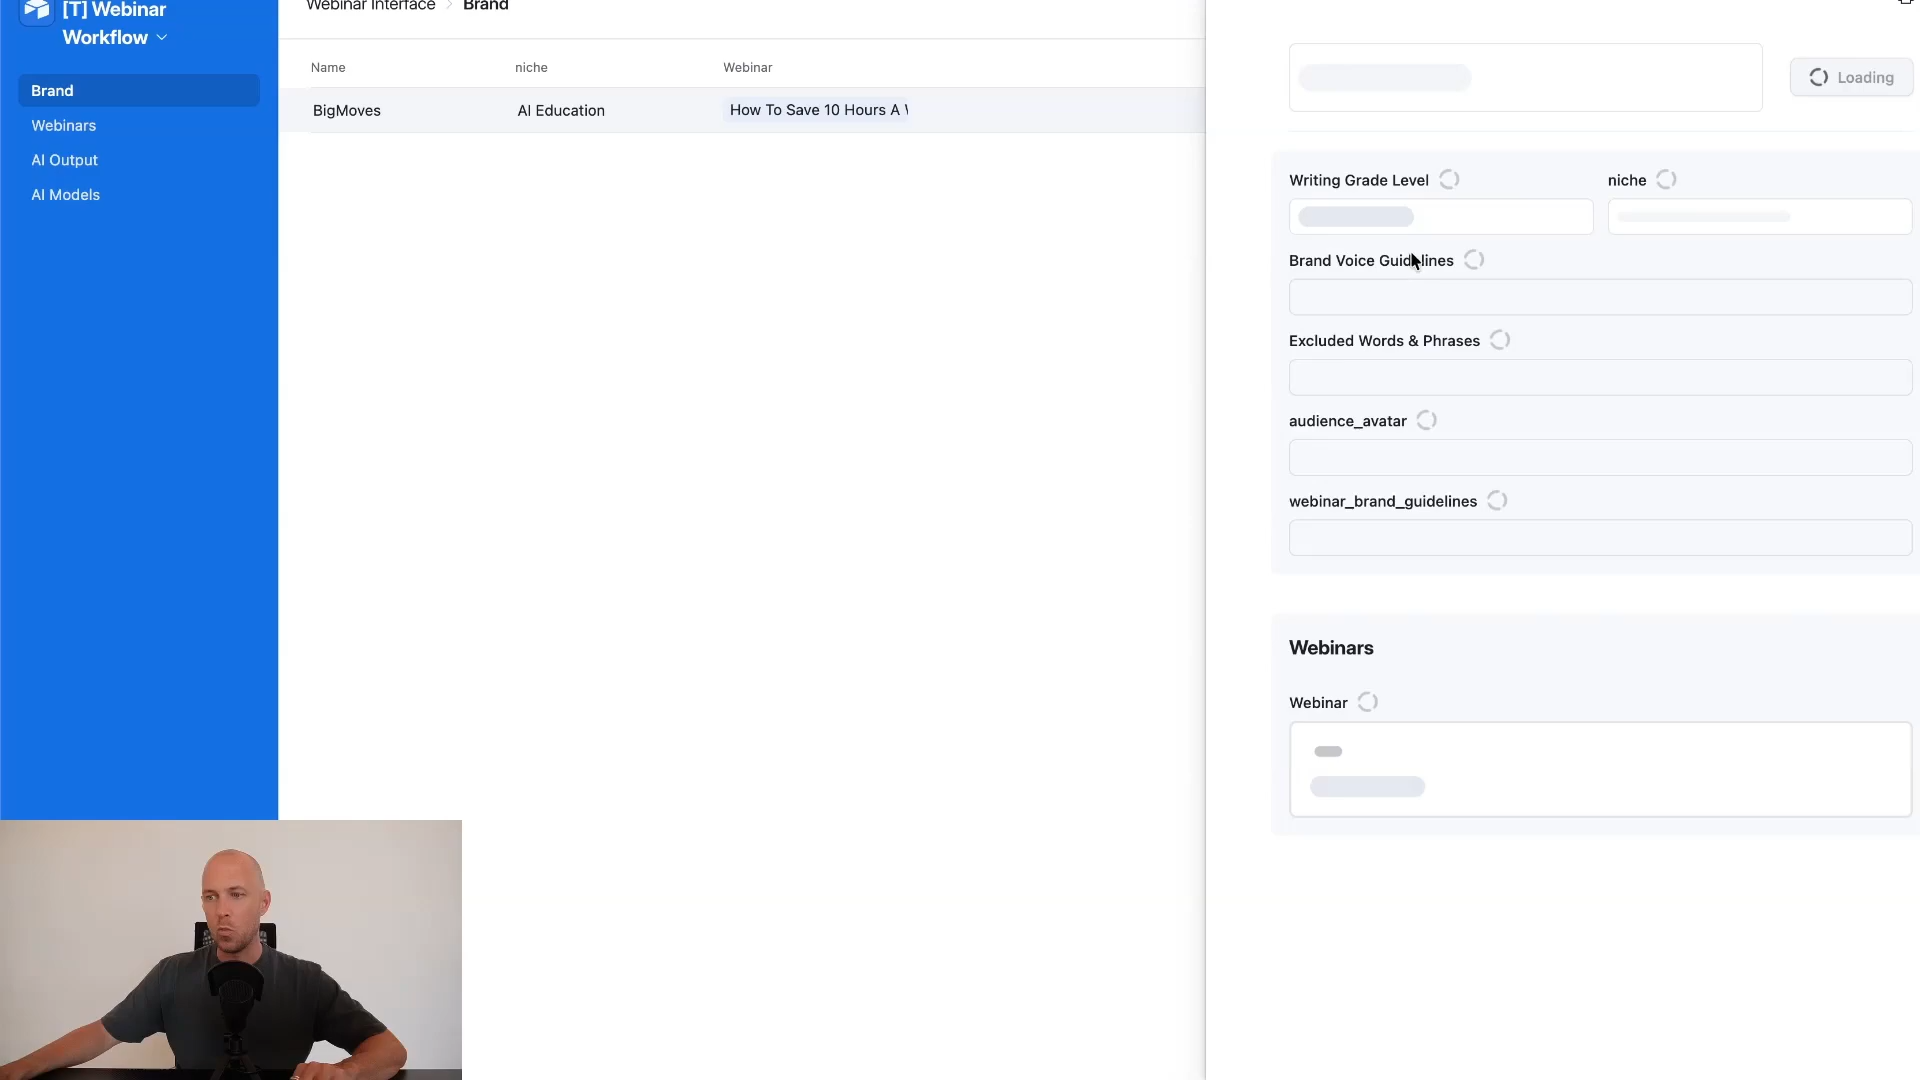 [T] Webinar
Workflow
Brand
Webinars
AI Output
AI Models
Webinar Interface > Brand
Name niche Webinar
BigMoves AI Education How To Save 10 Hours A
Loading
Writing Grade Level niche
Brand Voice Guidelines
Excluded Words & Phrases
audience_avatar
webinar_brand_guidelines
Webinars
Webinar